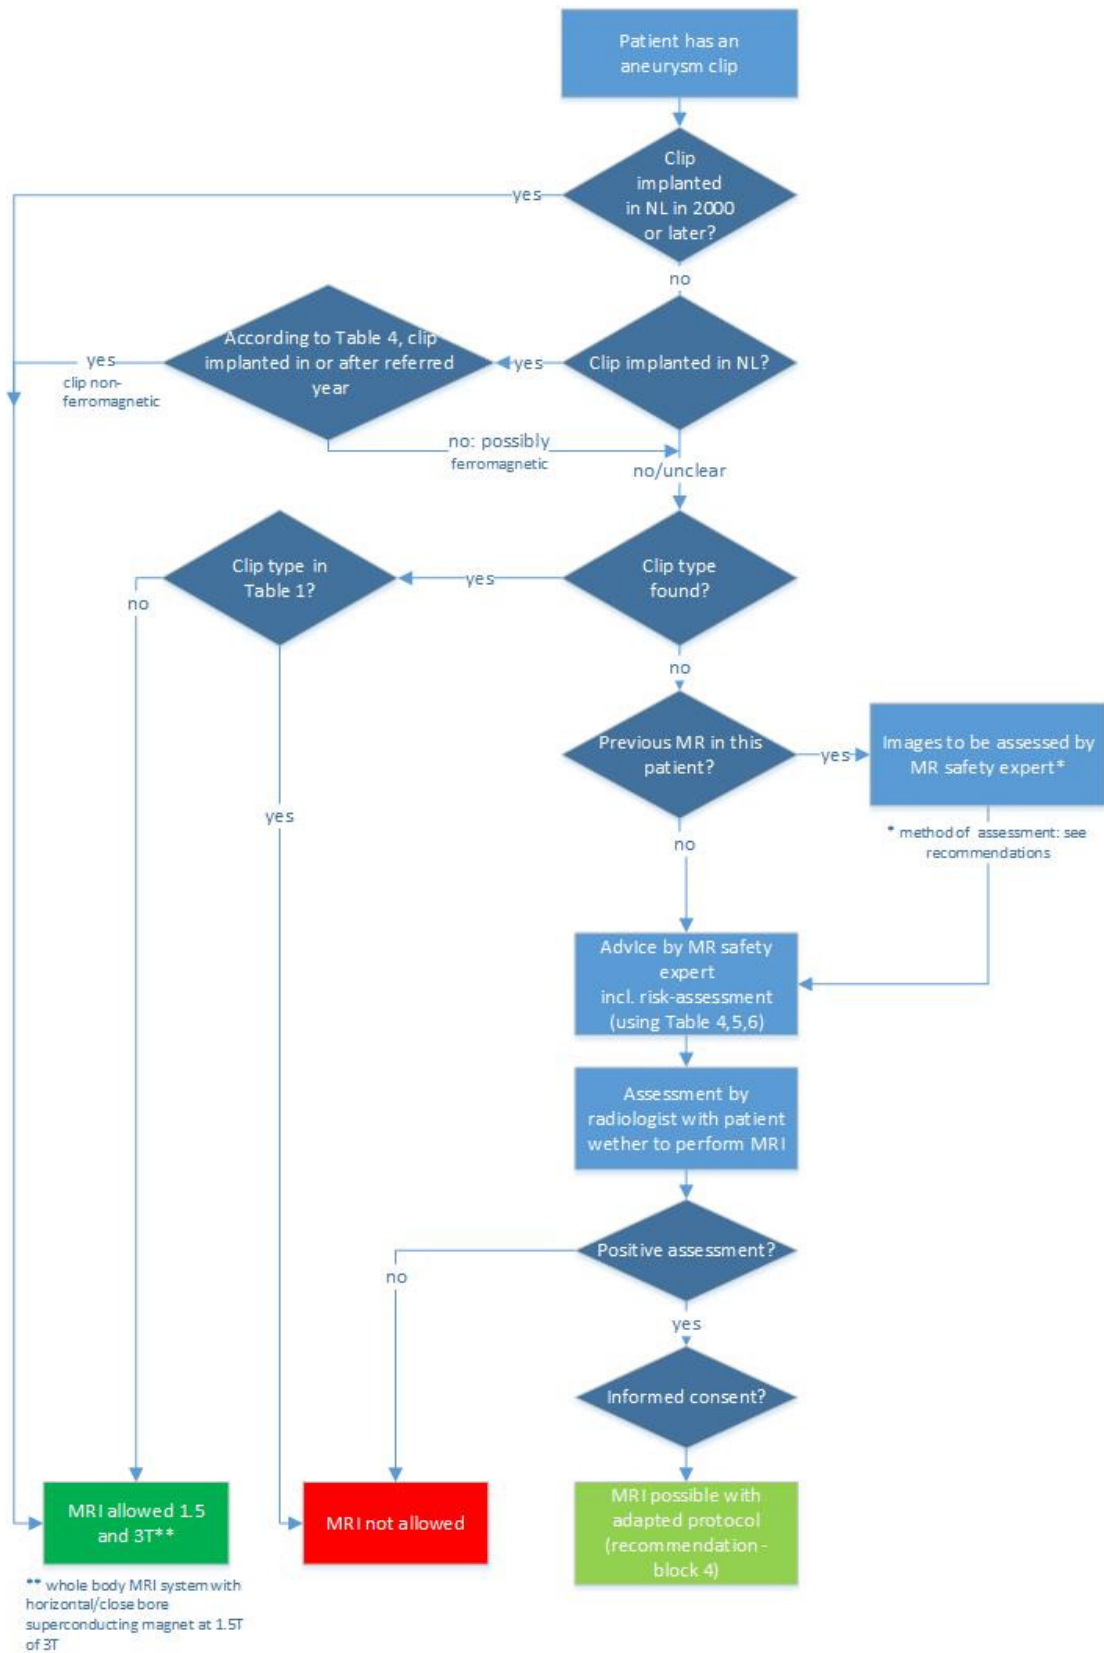 Patient has an
aneurysm clip
Clip
implanted
in NL in 2000
or later?
yes
no
According to Table 4, clip
implanted in or after referred
year
yes
clip non-
ferromagnetic
yes
Clip implanted in NL?
no: possibly
ferromagnetic
no/unclear
Clip type in
Table 1?
yes
Clip type
found?
no
no
Previous MR in this
patient?
yes
Images to be assessed by
MR safety expert*
yes
* method of assessment: see
recommendations
no
Advice by MR safety
expert
incl. risk-assessment
(using Table 4,5,6)
Assessment by
radiologist with patient
wether to perform MRI
Positive assessment?
no
yes
Informed consent?
MRI allowed 1.5
and 3T**
MRI not allowed
MRI possible with
adapted protocol
(recommendation-
block 4)
** whole body MRI system with
horizontal/close bore
superconducting magnet at 1.5T
of 3T